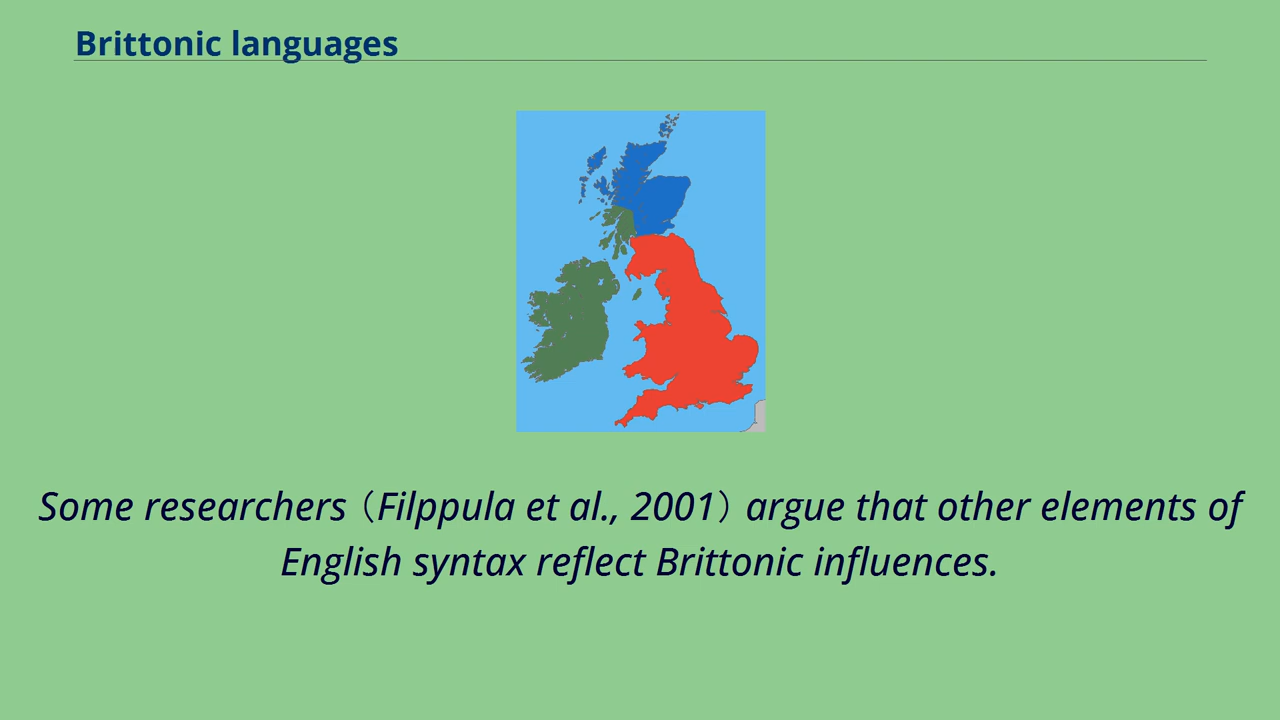 Brittonic languages
Some researchers（Filppula et al., 2001）argue that other elements of
English syntax reflect Brittonic influences.